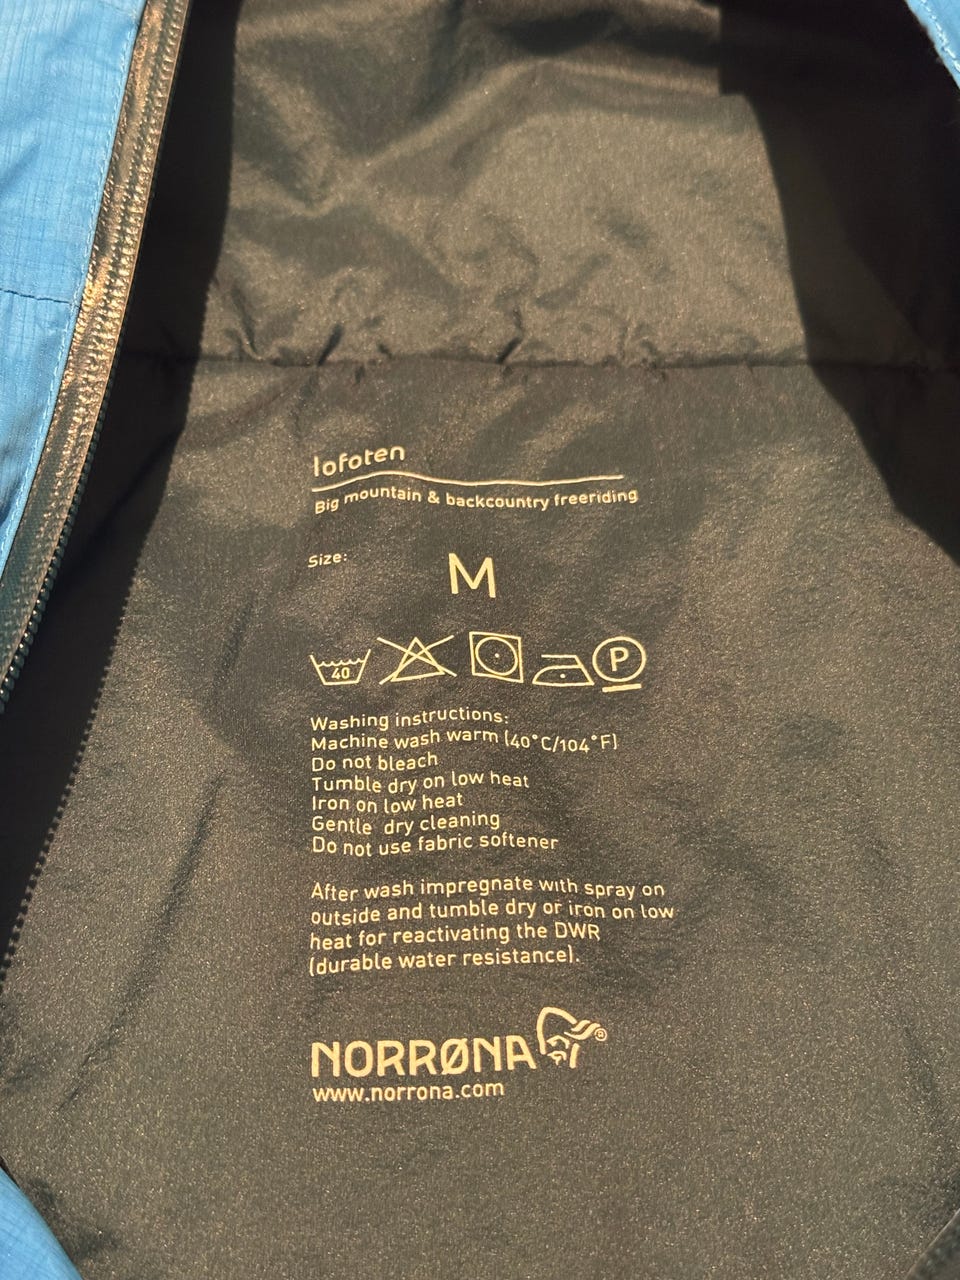 lofoten
Big mountain & backcountry freeriding
Size: M
40 P
Washing instructions:
Machine wash warm (40°C/104°F)
Do not bleach
Tumble dry on low heat
Iron on low heat
Gentle dry cleaning
Do not use fabric softener
After wash impregnate with spray on
outside and tumble dry or iron on low
heat for reactivating the DWR
(durable water resistance).
NORRØNA ®
www.norrona.com